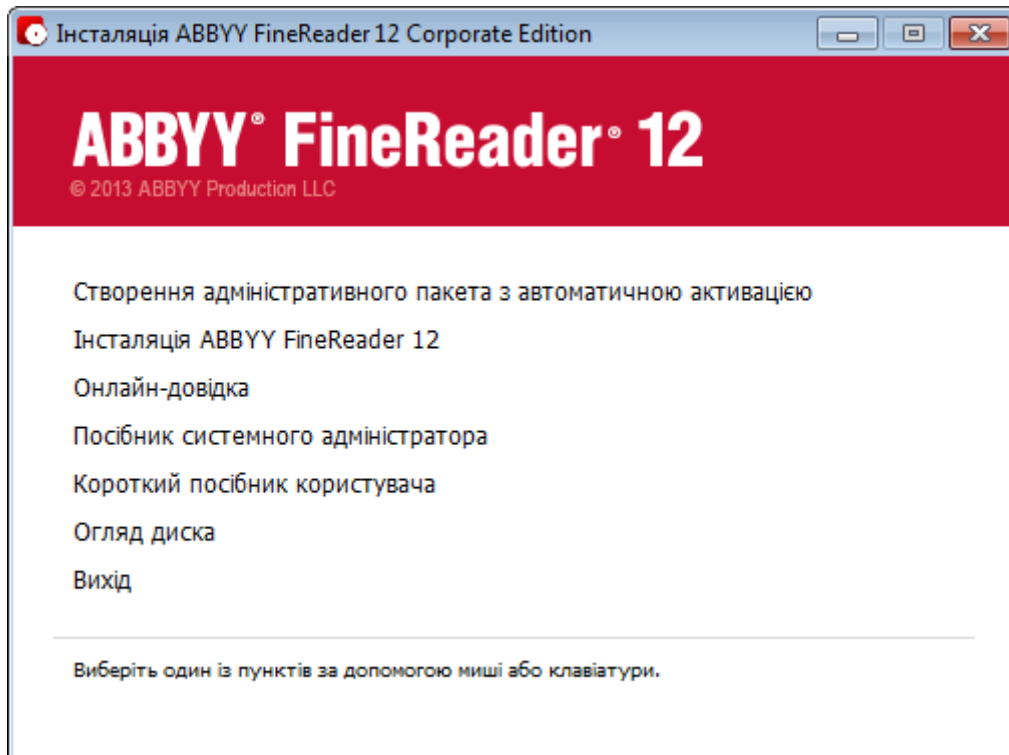 Інсталяція ABBYY FineReader 12 Corporate Edition
ABBYY® FineReader® 12
© 2013 ABBYY Production LLC
Створення адміністративного пакета з автоматичною активацією
Інсталяція ABBYY FineReader 12
Онлайн-довідка
Посібник системного адміністратора
Короткий посібник користувача
Огляд диска
Вихід
Виберіть один із пунктів за допомогою миші або клавіатури.